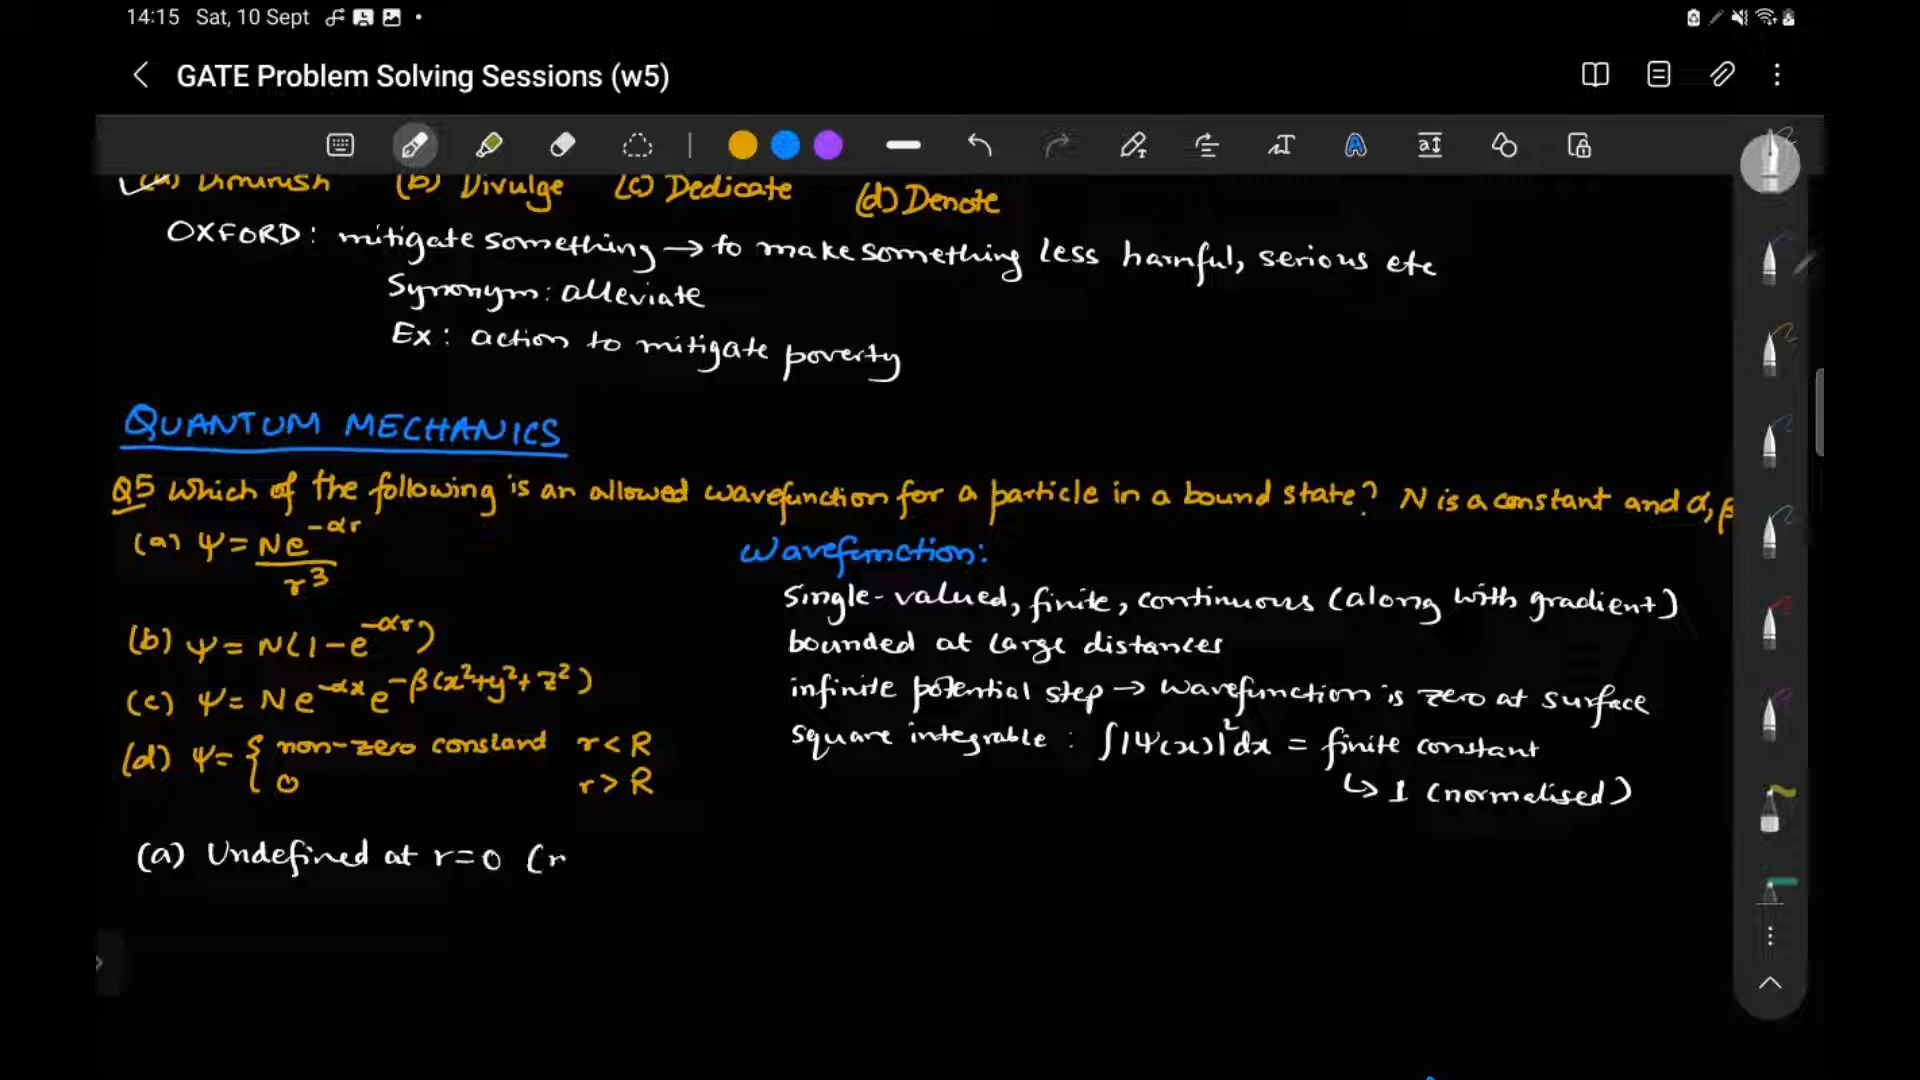 14:15 Sat, 10 Sept
GATE Problem Solving Sessions (w5)
(a) Diminish (b) Divulge (c) Dedicate (d) Denote
OXFORD: mitigate something → to make something less harmful, serious etc
Synonym: alleviate
Ex: action to mitigate poverty
QUANTUM MECHANICS
Q5 Which of the following is an allowed wavefunction for a particle in a bound state? N is a constant and α, β
(a) Ψ = Ne^{-αr}/r^3
(b) Ψ = N(1-e^{-αr})
(c) Ψ = Ne^{-αx}e^{-β(x²+y²+z²)}
(d) Ψ = { non-zero constant r < R
0 r > R
Wavefunction:
Single-valued, finite, continuous (along with gradient)
bounded at large distances
infinite potential step → wavefunction is zero at surface
square integrable : ∫|Ψ(x)|²dx = finite constant
↳ 1 (normalised)
(a) Undefined at r=0 (r